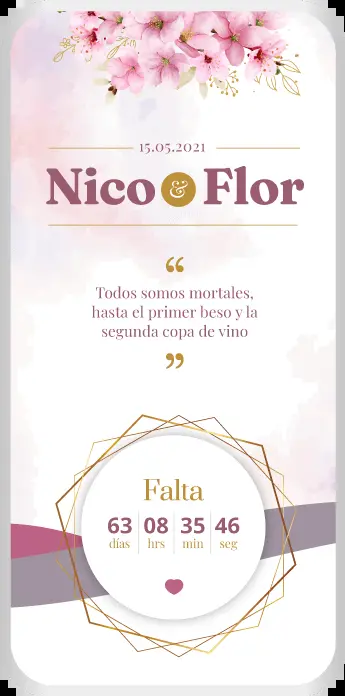 15.05.2021
Nico & Flor
“
Todos somos mortales,
hasta el primer beso y la
segunda copa de vino
”
Falta
63 08 35 46
días hrs min seg